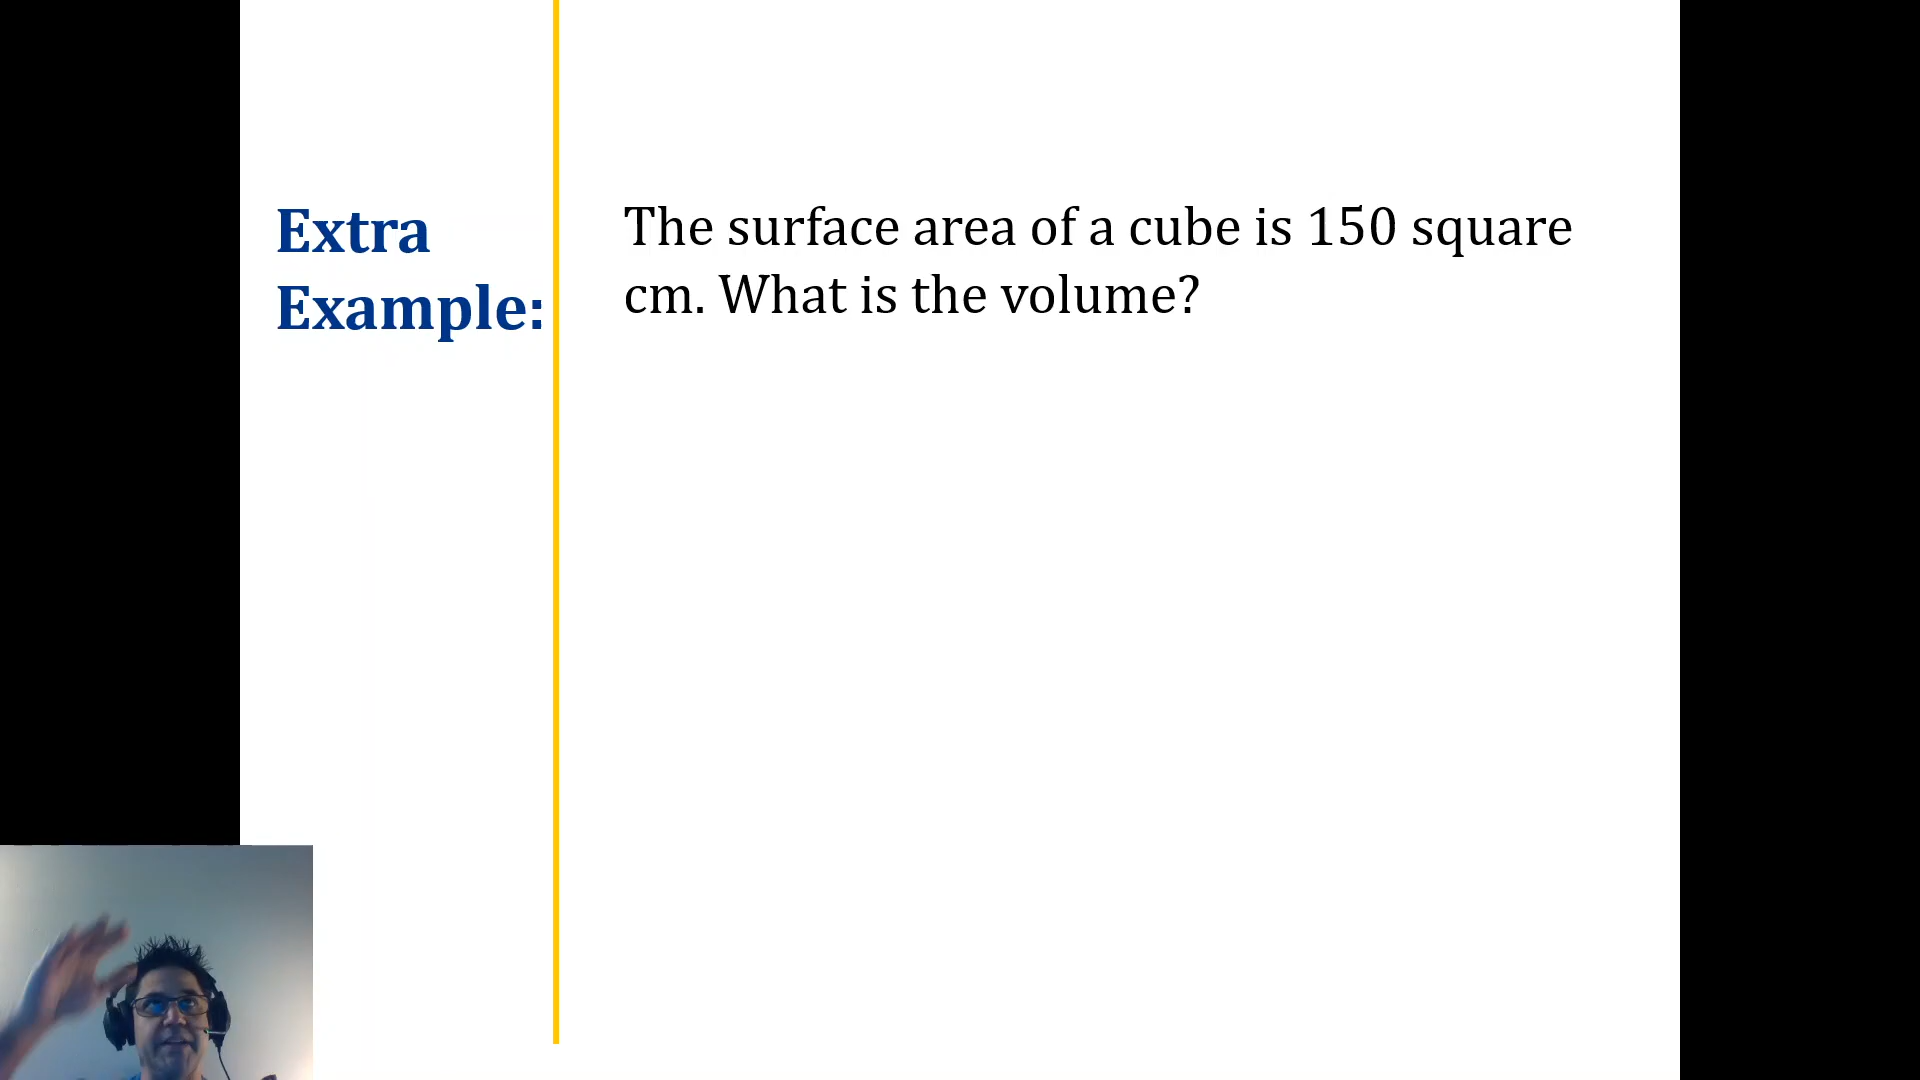 Extra
Example:
The surface area of a cube is 150 square
cm. What is the volume?